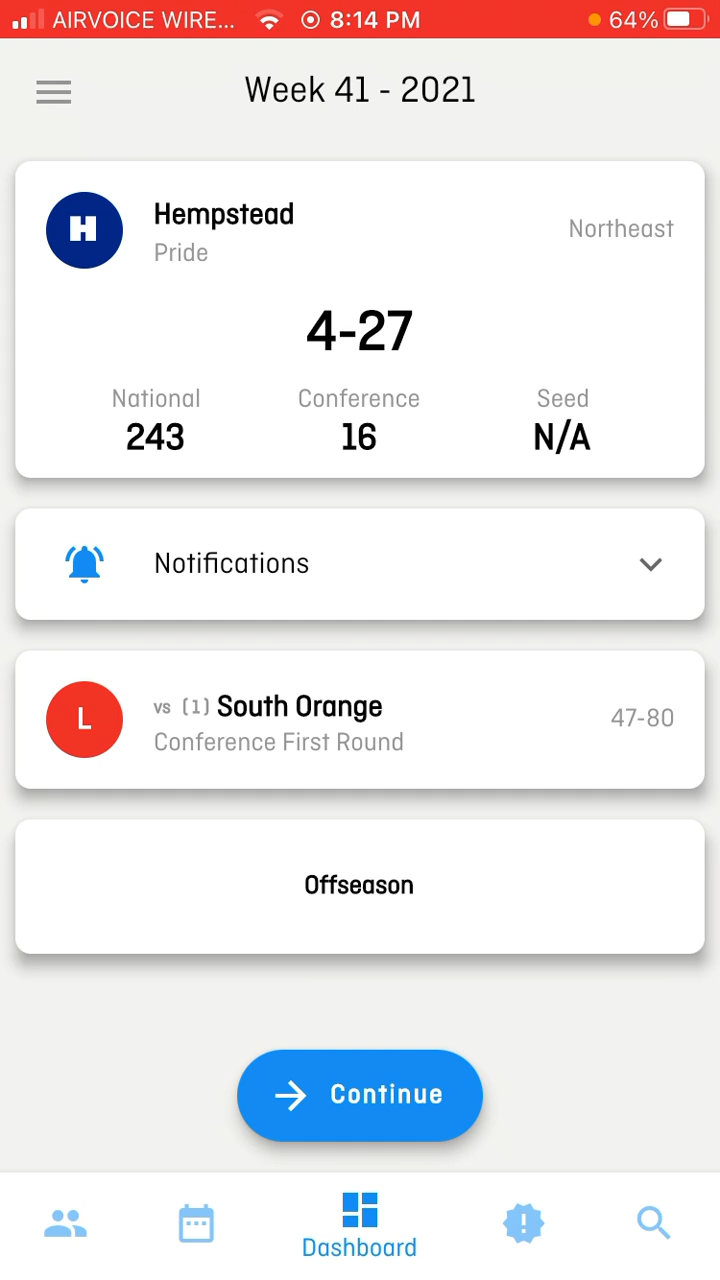 AIRVOICE WIRE... 8:14 PM 64%
Week 41 - 2021
H
Hempstead
Pride
Northeast
4-27
National Conference Seed
243 16 N/A
Notifications
L
vs (1) South Orange
Conference First Round
47-80
Offseason
Continue
Dashboard